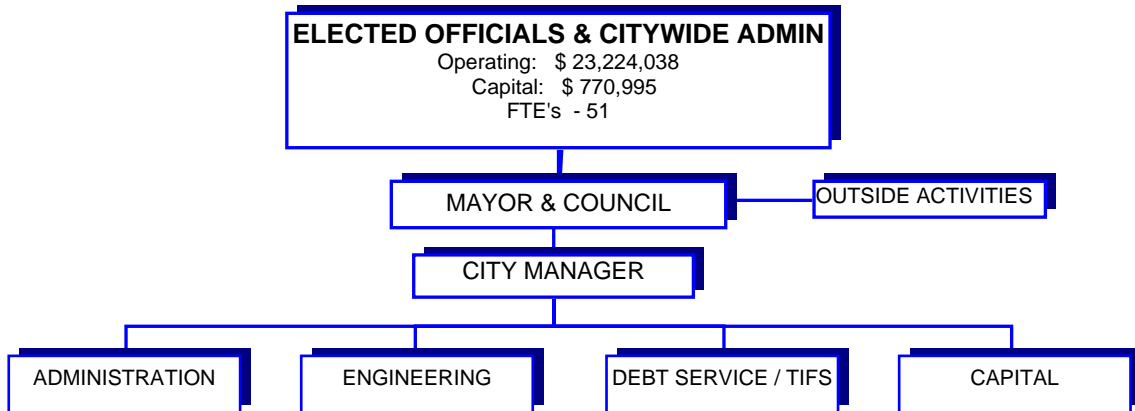 ELECTED OFFICIALS & CITYWIDE ADMIN
Operating: $ 23,224,038
Capital: $ 770,995
FTE's - 51
MAYOR & COUNCIL
OUTSIDE ACTIVITIES
CITY MANAGER
ADMINISTRATION
ENGINEERING
DEBT SERVICE / TIFS
CAPITAL